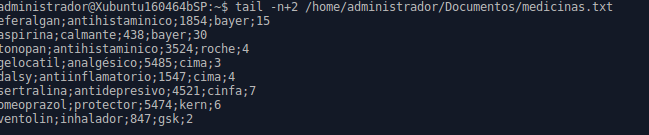 administrador@Xubuntu160464bSP:~$ tail -n+2 /home/administrador/Documentos/medicinas.txt
eferalgan;antihistaminico;1854;bayer;15
aspirina;calmante;438;bayer;30
tonopan;antihistamínico;3524;roche;4
gelocatil;analgésico;5485;cima;3
dalsy;antiinflamatorio;1547;cima;4
sertralina;antidepresivo;4521;cinfa;7
omeoprazol;protector;5474;kern;6
ventolin;inhalador;847;gsk;2